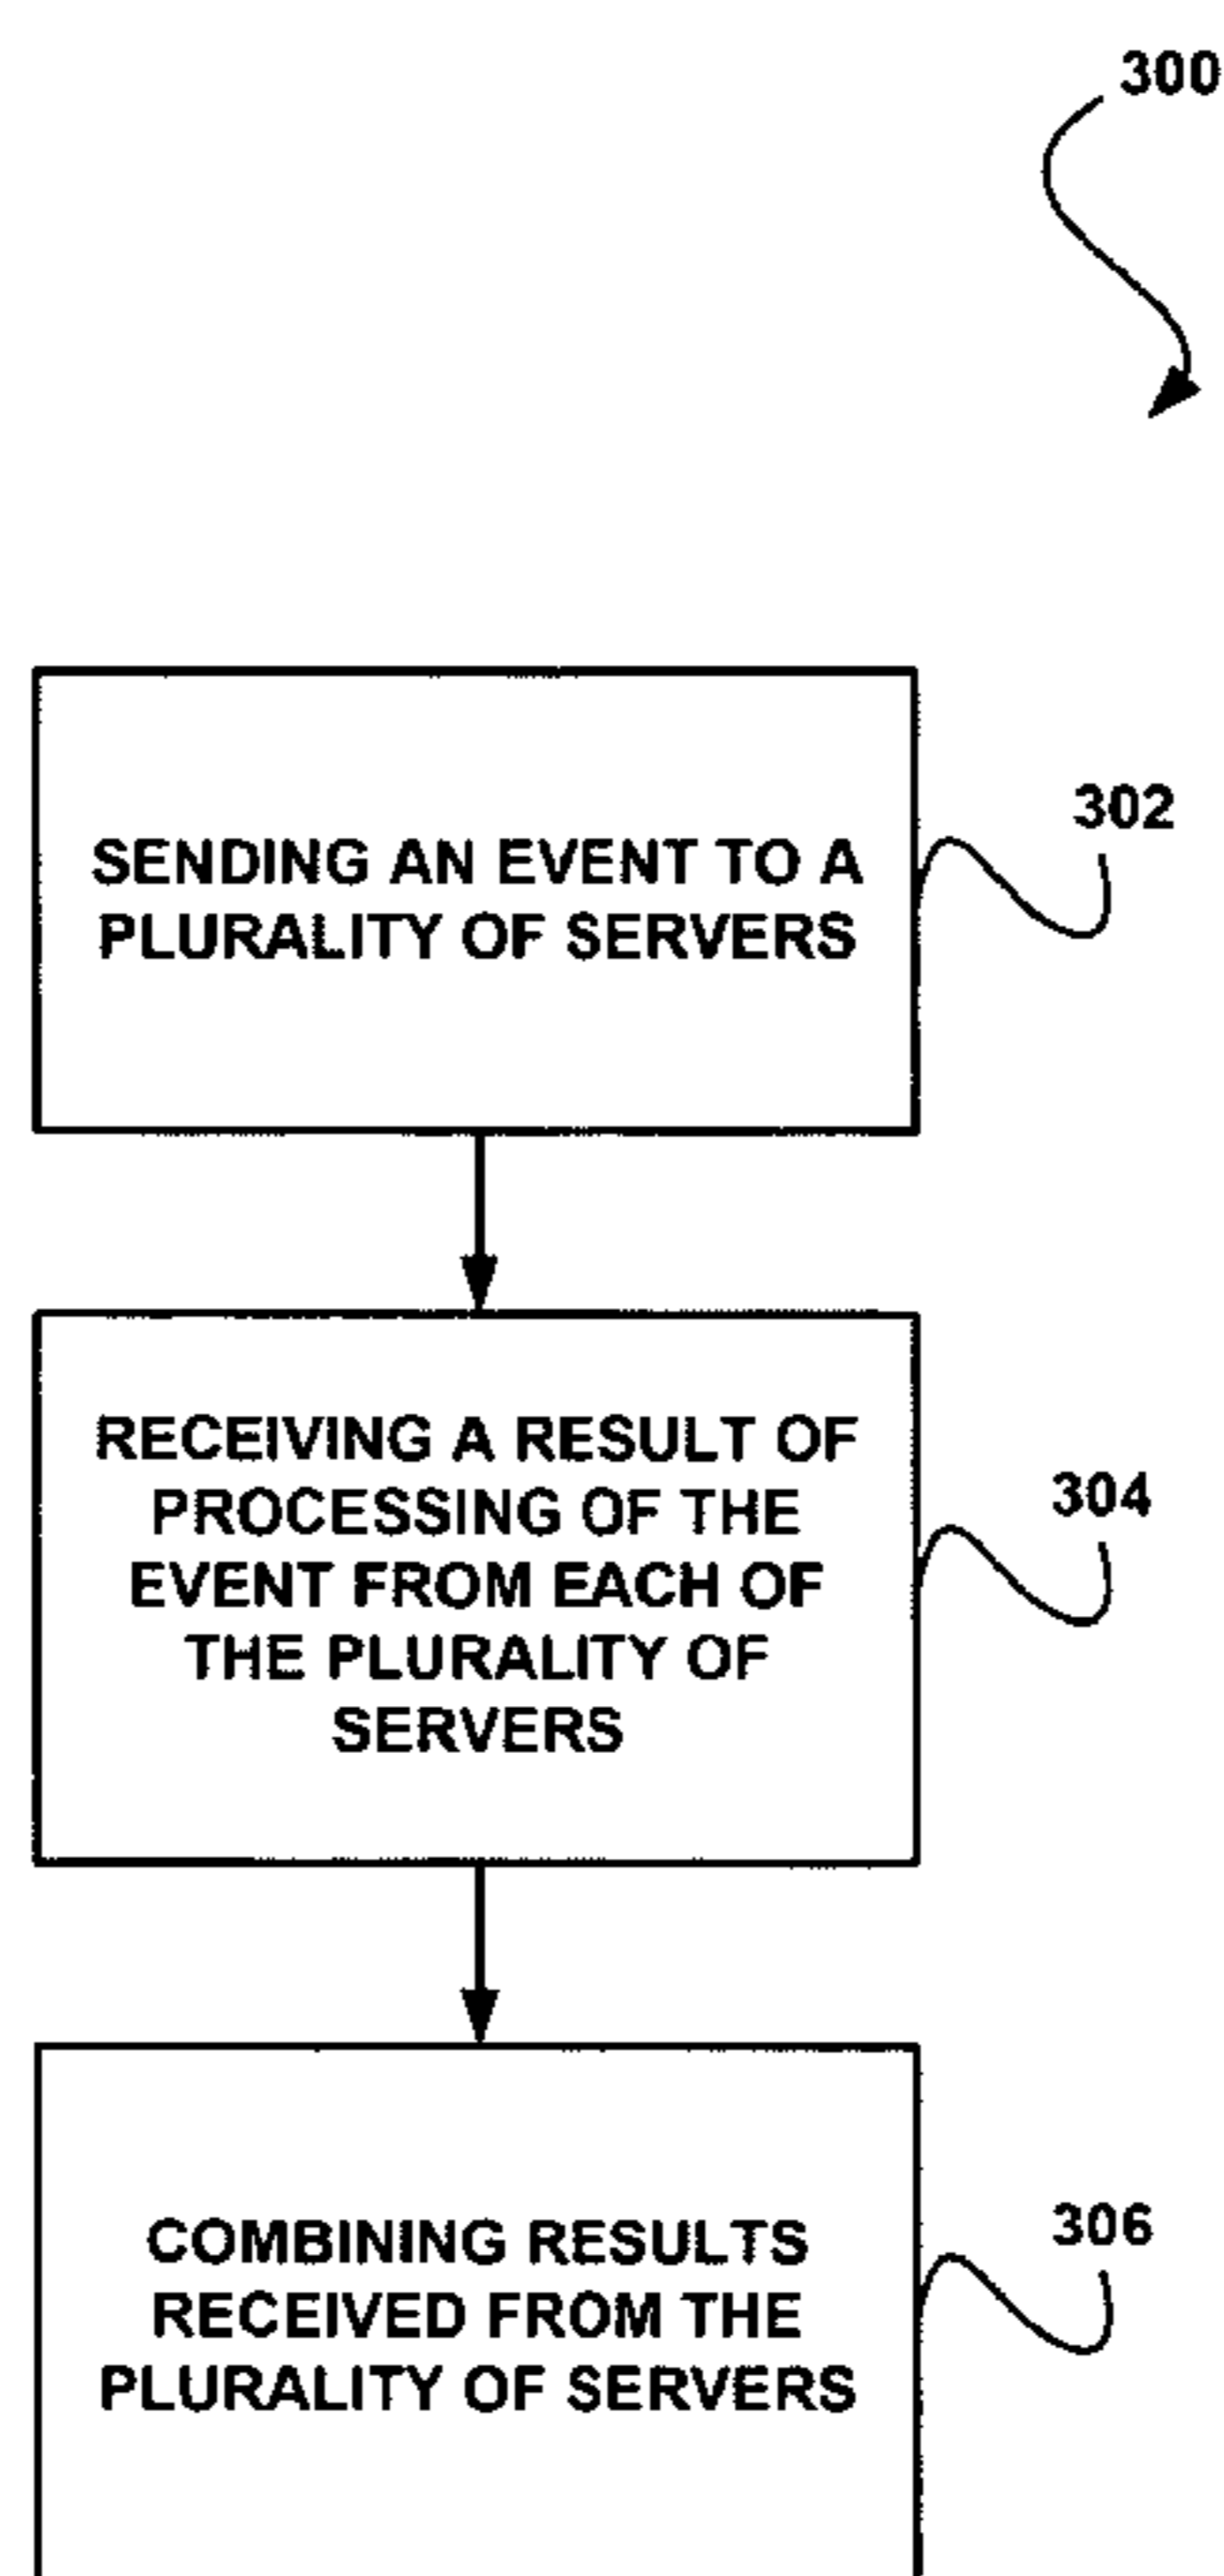 300
302
SENDING AN EVENT TO A
PLURALITY OF SERVERS
304
RECEIVING A RESULT OF
PROCESSING OF THE
EVENT FROM EACH OF
THE PLURALITY OF
SERVERS
306
COMBINING RESULTS
RECEIVED FROM THE
PLURALITY OF SERVERS